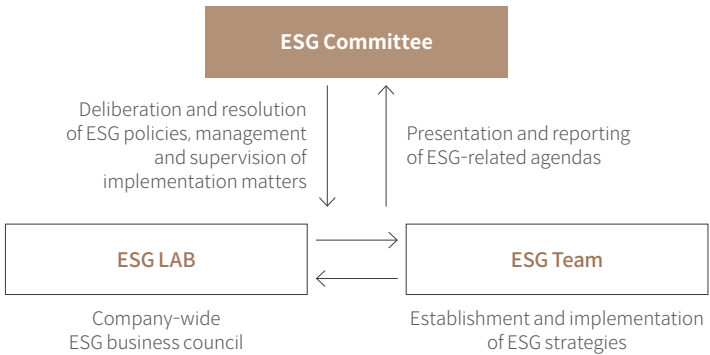 ESG Committee
Deliberation and resolution
of ESG policies, management
and supervision of
implementation matters
Presentation and reporting
of ESG-related agendas
ESG LAB
ESG Team
Company-wide
ESG business council
Establishment and implementation
of ESG strategies